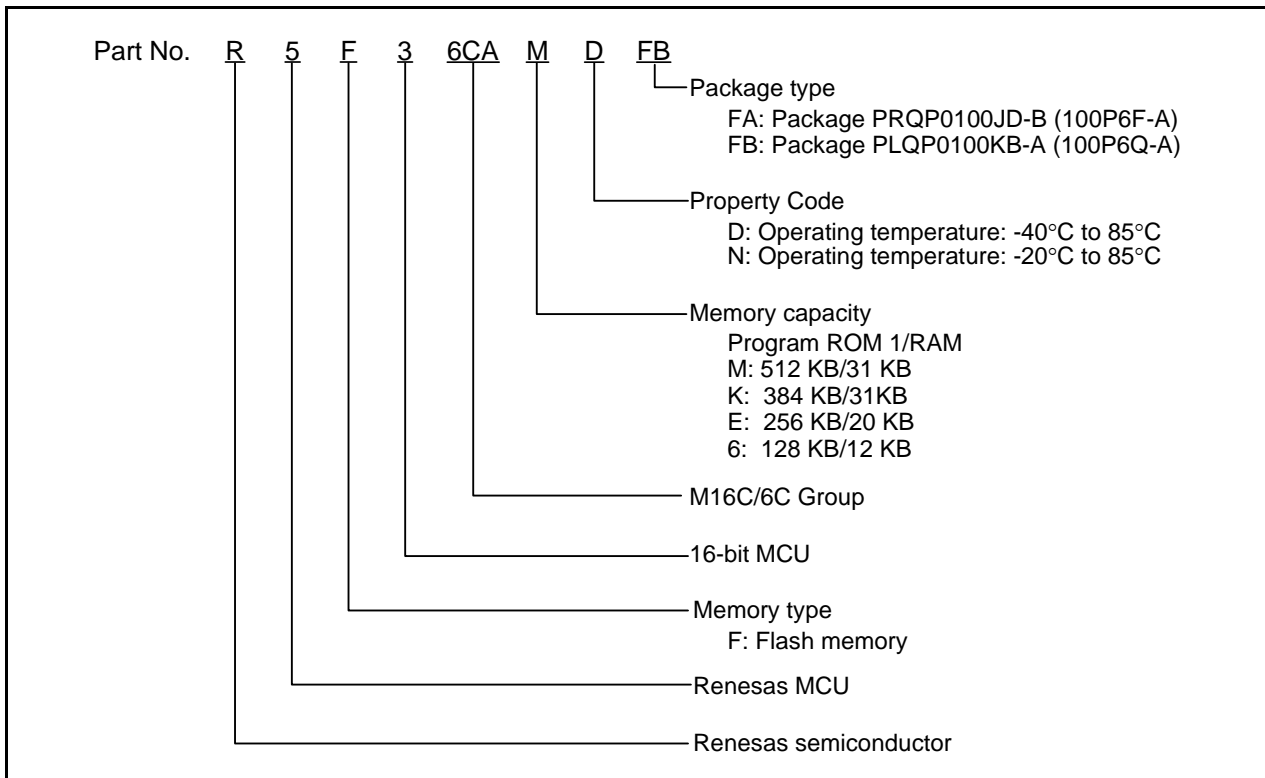 Part No. R 5 F 3 6CA M D FB
Package type
FA: Package PRQP0100JD-B (100P6F-A)
FB: Package PLQP0100KB-A (100P6Q-A)
Property Code
D: Operating temperature: -40°C to 85°C
N: Operating temperature: -20°C to 85°C
Memory capacity
Program ROM 1/RAM
M: 512 KB/31 KB
K: 384 KB/31KB
E: 256 KB/20 KB
6: 128 KB/12 KB
M16C/6C Group
16-bit MCU
Memory type
F: Flash memory
Renesas MCU
Renesas semiconductor